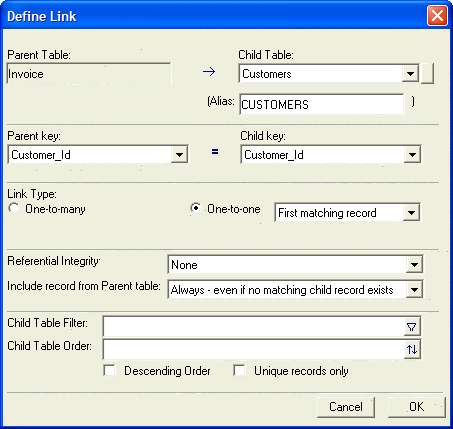 Define Link
Parent Table:
Child Table:
Invoice
Customers
(Alias: CUSTOMERS )
Parent key:
Child key:
Customer_Id = Customer_Id
Link Type:
One-to-many
One-to-one
First matching record
Referential Integrity: None
Include record from Parent table: Always - even if no matching child record exists
Child Table Filter:
Child Table Order:
Descending Order
Unique records only
Cancel
OK